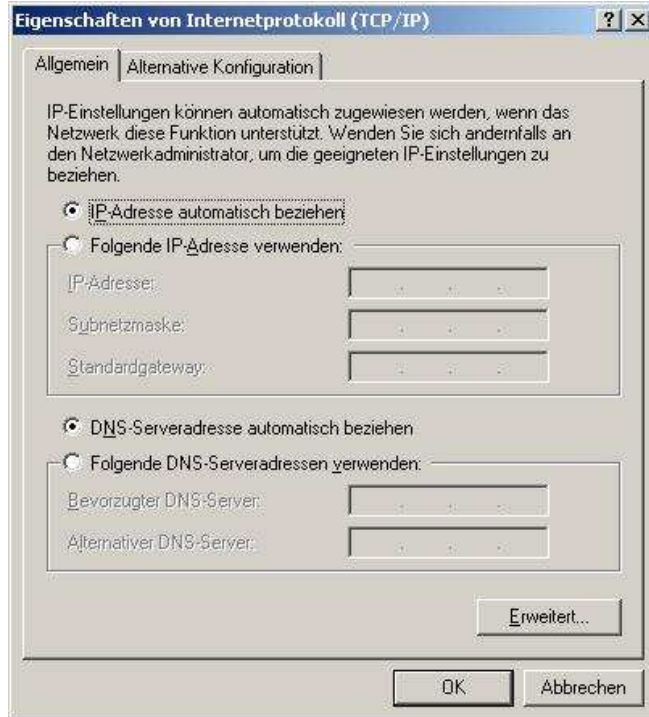 Eigenschaften von Internetprotokoll (TCP/IP)
Allgemein
Alternative Konfiguration
IP-Einstellungen können automatisch zugewiesen werden, wenn das
Netzwerk diese Funktion unterstützt. Wenden Sie sich andernfalls an
den Netzwerkadministrator, um die geeigneten IP-Einstellungen zu
beziehen.
IP-Adresse automatisch beziehen
Folgende IP-Adresse verwenden:
IP-Adresse:
Subnetzmaske:
Standardgateway:
DNS-Serveradresse automatisch beziehen
Folgende DNS-Serveradressen verwenden:
Bevorzugter DNS-Server:
Alternativer DNS-Server:
Erweitert...
OK
Abbrechen